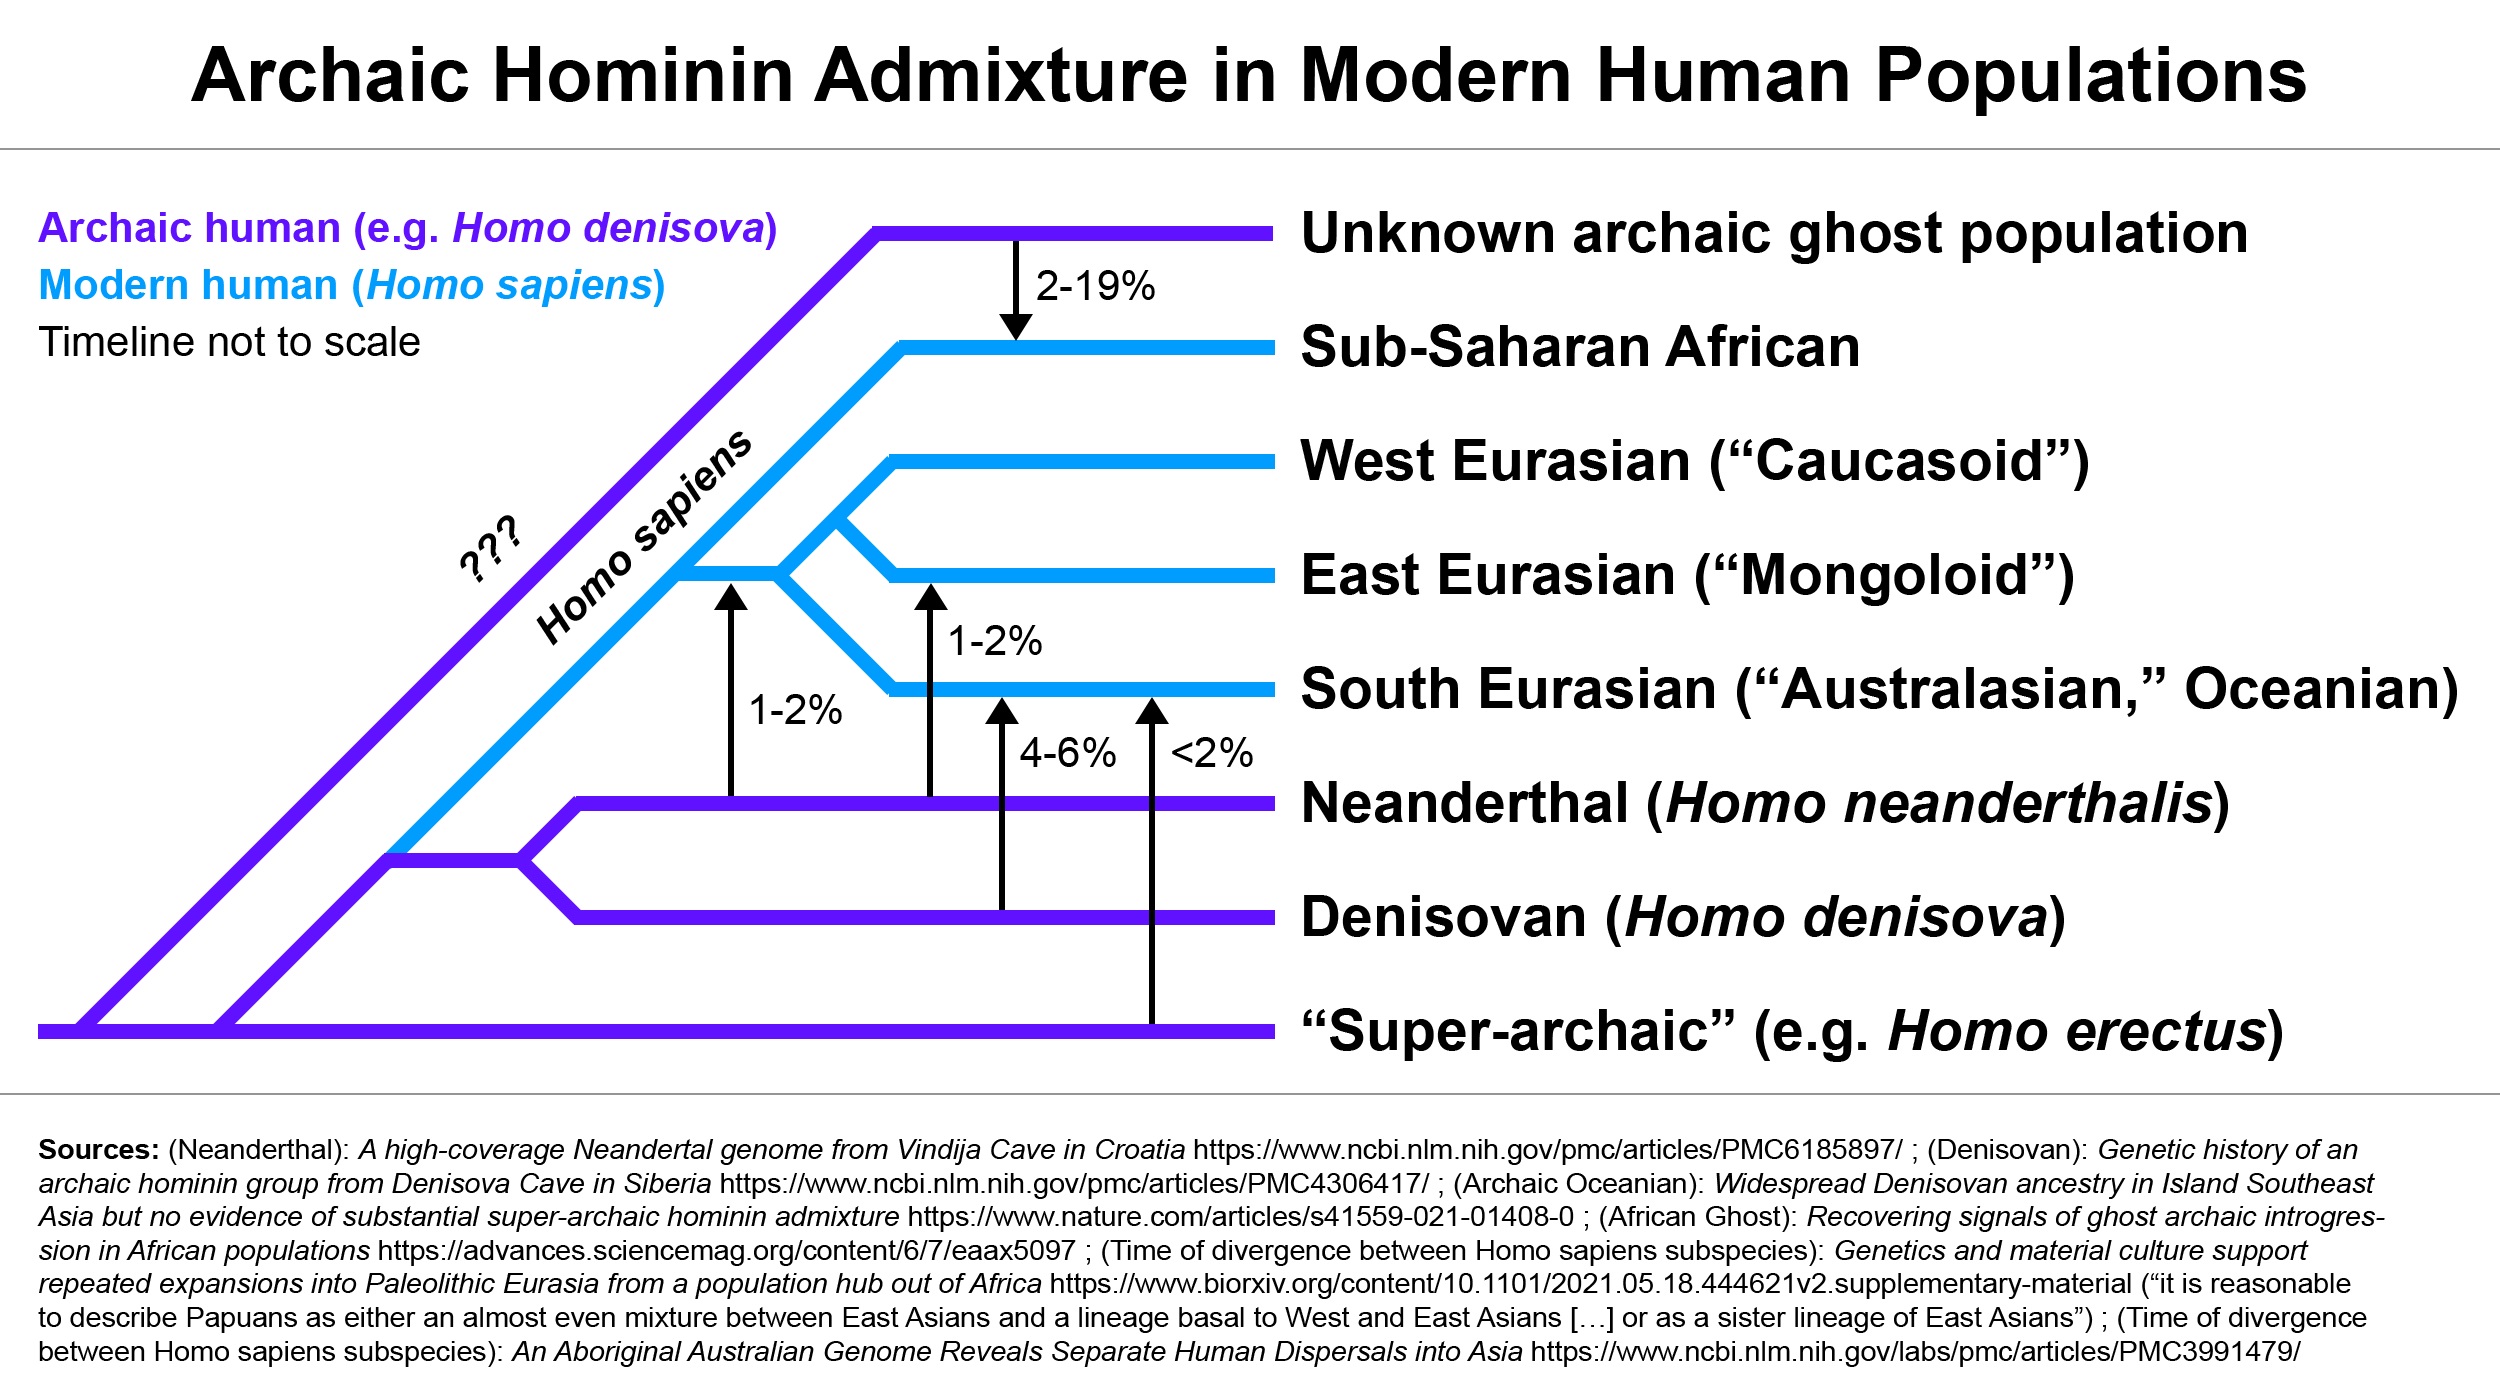 Archaic Hominin Admixture in Modern Human Populations
Archaic human (e.g. Homo denisova)
Modern human (Homo sapiens)
Timeline not to scale
???
Homo sapiens
2-19%
1-2%
1-2%
4-6%
<2%
Unknown archaic ghost population
Sub-Saharan African
West Eurasian (“Caucasoid”)
East Eurasian (“Mongoloid”)
South Eurasian (“Australasian,” Oceanian)
Neanderthal (Homo neanderthalis)
Denisovan (Homo denisova)
“Super-archaic” (e.g. Homo erectus)
Sources: (Neanderthal): A high-coverage Neandertal genome from Vindija Cave in Croatia https://www.ncbi.nlm.nih.gov/pmc/articles/PMC6185897/ ; (Denisovan): Genetic history of an
archaic hominin group from Denisova Cave in Siberia https://www.ncbi.nlm.nih.gov/pmc/articles/PMC4306417/ ; (Archaic Oceanian): Widespread Denisovan ancestry in Island Southeast
Asia but no evidence of substantial super-archaic hominin admixture https://www.nature.com/articles/s41559-021-01408-0 ; (African Ghost): Recovering signals of ghost archaic introgres-
sion in African populations https://advances.sciencemag.org/content/6/7/eaax5097 ; (Time of divergence between Homo sapiens subspecies): Genetics and material culture support
repeated expansions into Paleolithic Eurasia from a population hub out of Africa https://www.biorxiv.org/content/10.1101/2021.05.18.444621v2.supplementary-material (“it is reasonable
to describe Papuans as either an almost even mixture between East Asians and a lineage basal to West and East Asians […] or as a sister lineage of East Asians”) ; (Time of divergence
between Homo sapiens subspecies): An Aboriginal Australian Genome Reveals Separate Human Dispersals into Asia https://www.ncbi.nlm.nih.gov/labs/pmc/articles/PMC3991479/